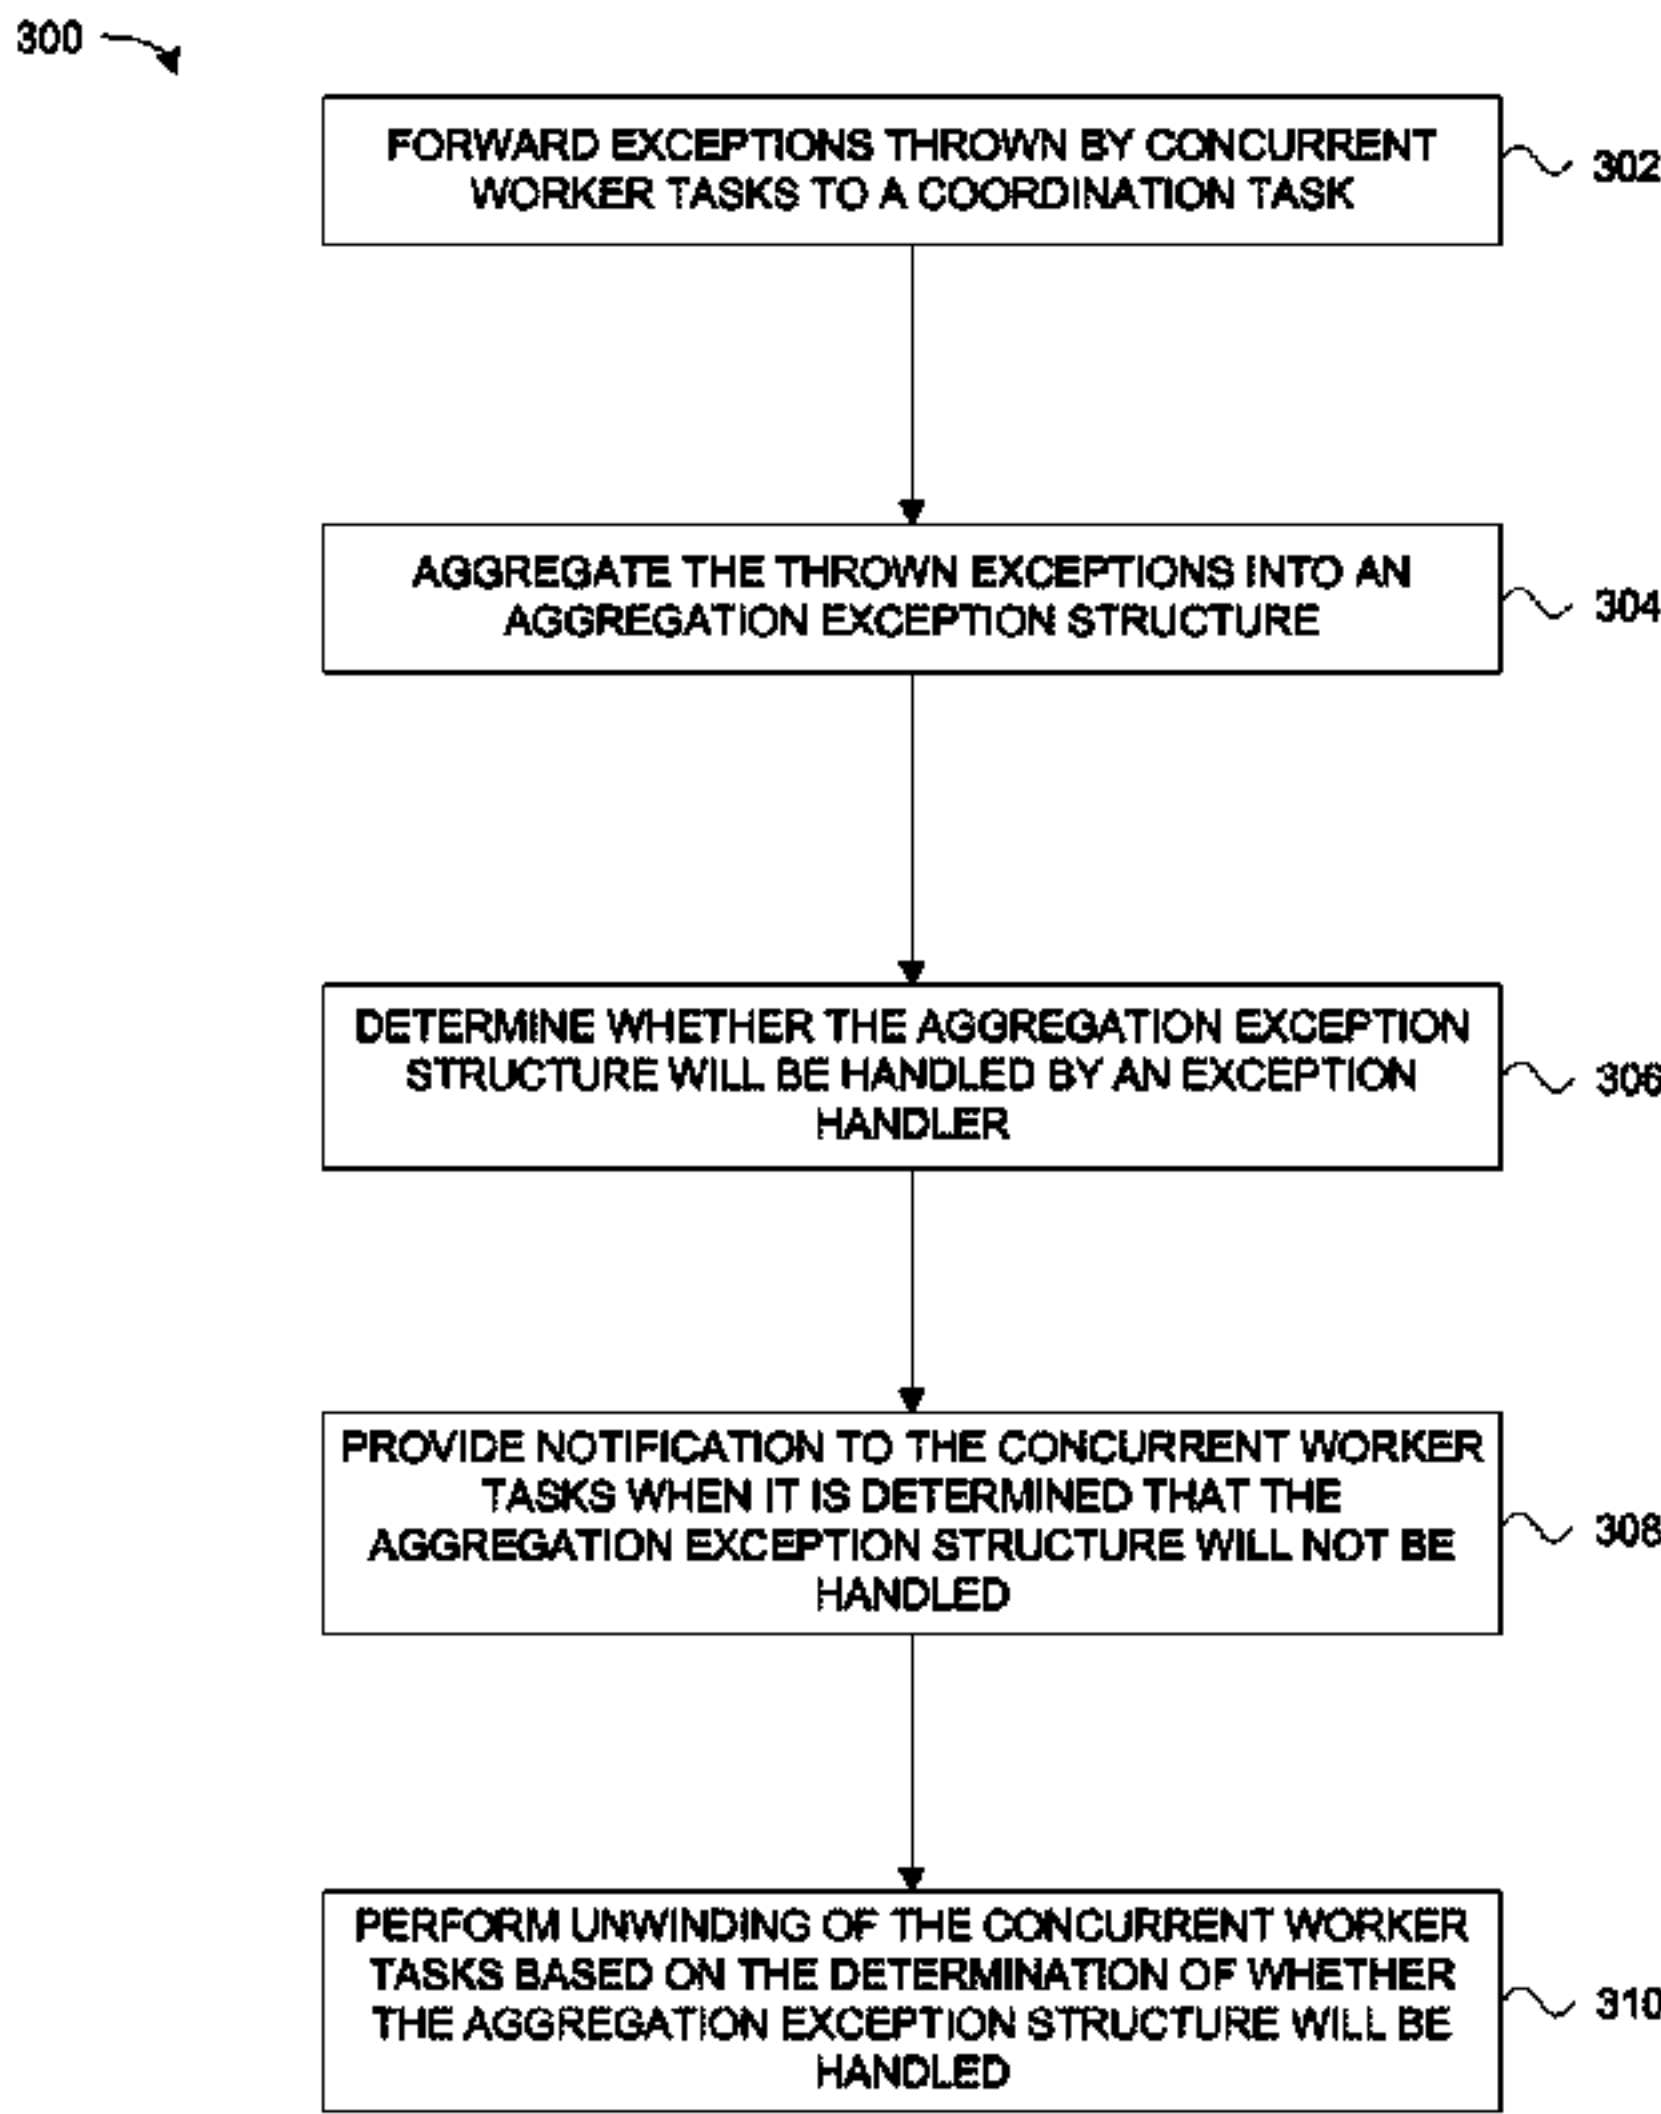 300
FORWARD EXCEPTIONS THROWN BY CONCURRENT
WORKER TASKS TO A COORDINATION TASK
302
AGGREGATE THE THROWN EXCEPTIONS INTO AN
AGGREGATION EXCEPTION STRUCTURE
304
DETERMINE WHETHER THE AGGREGATION EXCEPTION
STRUCTURE WILL BE HANDLED BY AN EXCEPTION
HANDLER
306
PROVIDE NOTIFICATION TO THE CONCURRENT WORKER
TASKS WHEN IT IS DETERMINED THAT THE
AGGREGATION EXCEPTION STRUCTURE WILL NOT BE
HANDLED
308
PERFORM UNWINDING OF THE CONCURRENT WORKER
TASKS BASED ON THE DETERMINATION OF WHETHER
THE AGGREGATION EXCEPTION STRUCTURE WILL BE
HANDLED
310